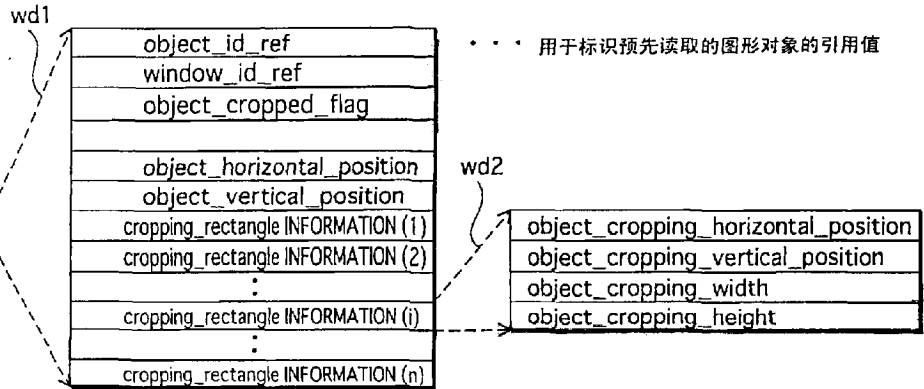 wd1
object_id_ref
・・・ 用于标识预先读取的图形对象的引用值
window_id_ref
object_cropped_flag
object_horizontal_position
object_vertical_position
wd2
cropping_rectangle INFORMATION (1)
cropping_rectangle INFORMATION (2)
:
cropping_rectangle INFORMATION (i)
:
cropping_rectangle INFORMATION (n)
object_cropping_horizontal_position
object_cropping_vertical_position
object_cropping_width
object_cropping_height